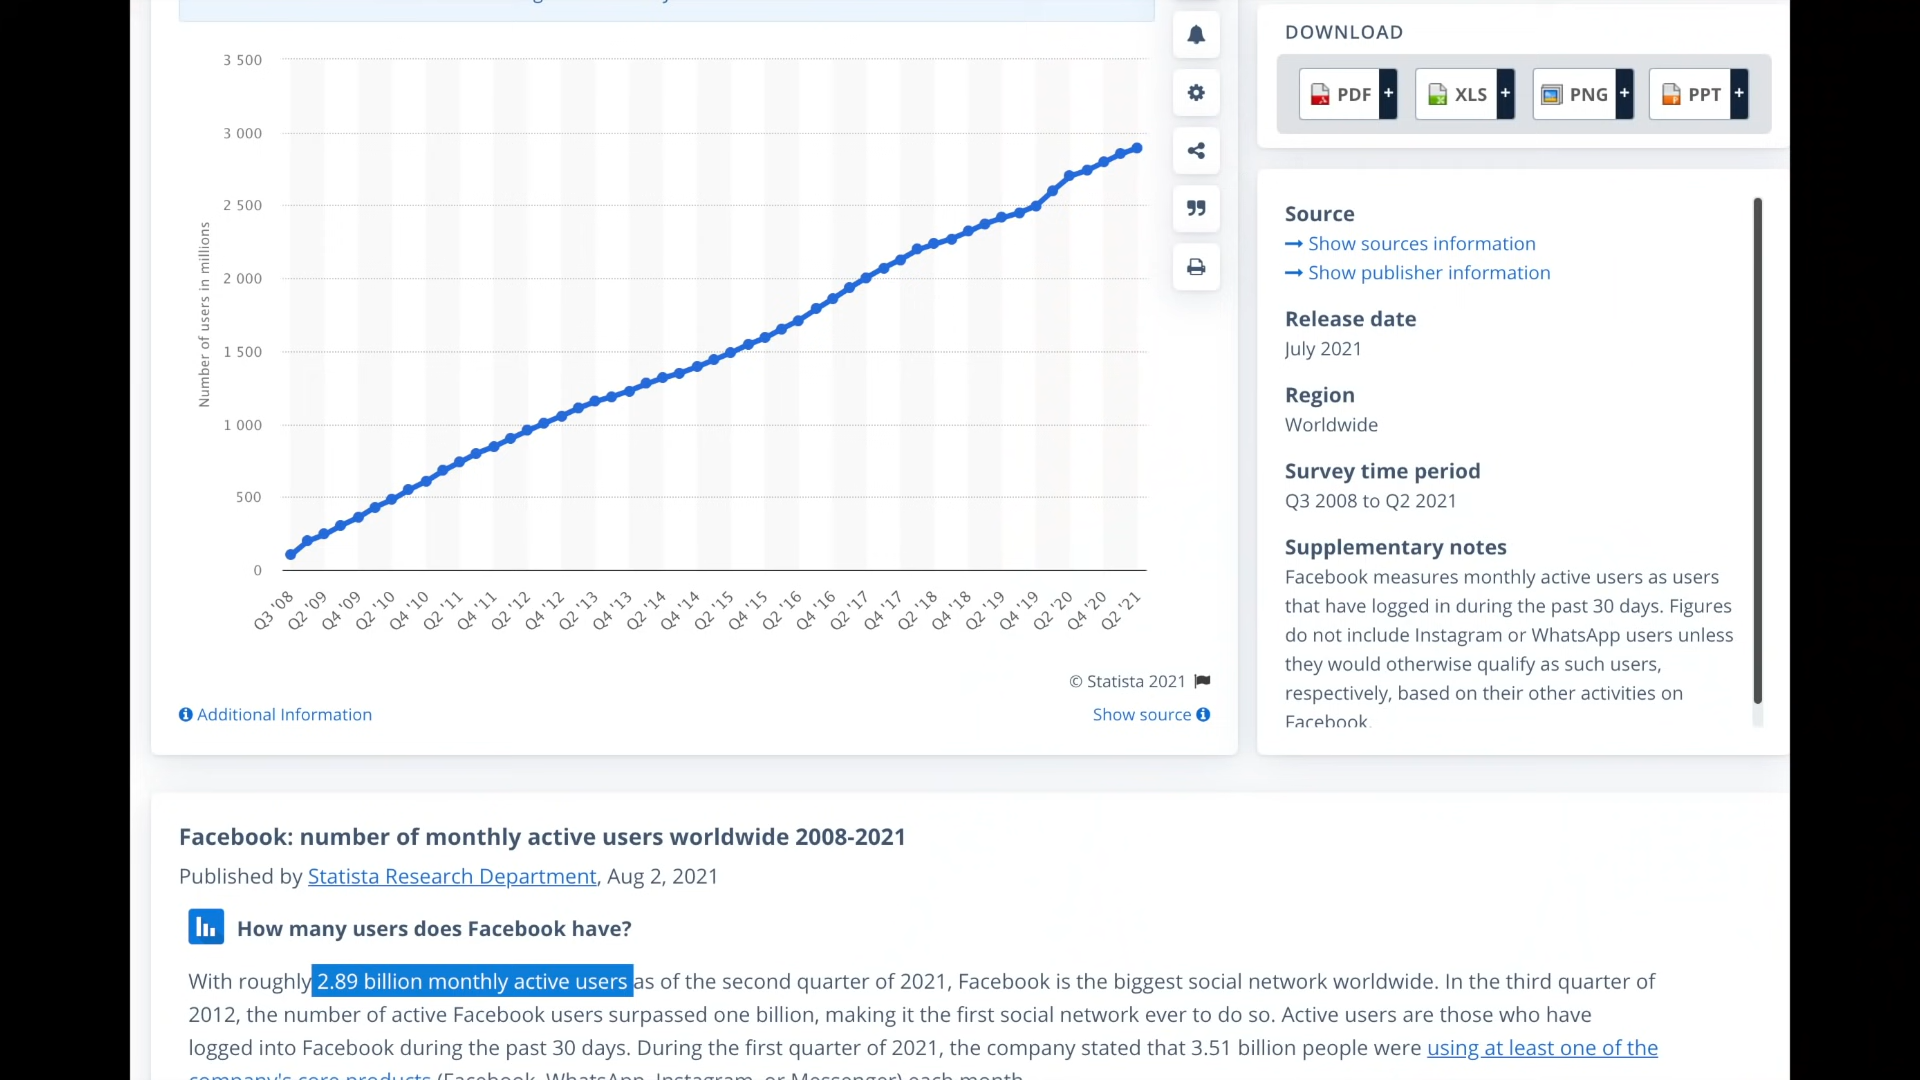 DOWNLOAD
PDF +
XLS +
PNG +
PPT +
3 500
3 000
2 500
2 000
1 500
1 000
500
0
Number of users in millions
Q3 '08
Q2 '09
Q4 '09
Q2 '10
Q4 '10
Q2 '11
Q4 '11
Q2 '12
Q4 '12
Q2 '13
Q4 '13
Q2 '14
Q4 '14
Q2 '15
Q4 '15
Q2 '16
Q4 '16
Q2 '17
Q4 '17
Q2 '18
Q4 '18
Q2 '19
Q4 '19
Q2 '20
Q4 '20
Q2 '21
© Statista 2021
Additional Information
Show source
Source
Show sources information
Show publisher information
Release date
July 2021
Region
Worldwide
Survey time period
Q3 2008 to Q2 2021
Supplementary notes
Facebook measures monthly active users as users
that have logged in during the past 30 days. Figures
do not include Instagram or WhatsApp users unless
they would otherwise qualify as such users,
respectively, based on their other activities on
Facebook.
Facebook: number of monthly active users worldwide 2008-2021
Published by Statista Research Department, Aug 2, 2021
How many users does Facebook have?
With roughly 2.89 billion monthly active users as of the second quarter of 2021, Facebook is the biggest social network worldwide. In the third quarter of
2012, the number of active Facebook users surpassed one billion, making it the first social network ever to do so. Active users are those who have
logged into Facebook during the past 30 days. During the first quarter of 2021, the company stated that 3.51 billion people were using at least one of the
company's core products (Facebook, WhatsApp, Instagram, or Messenger) each month.